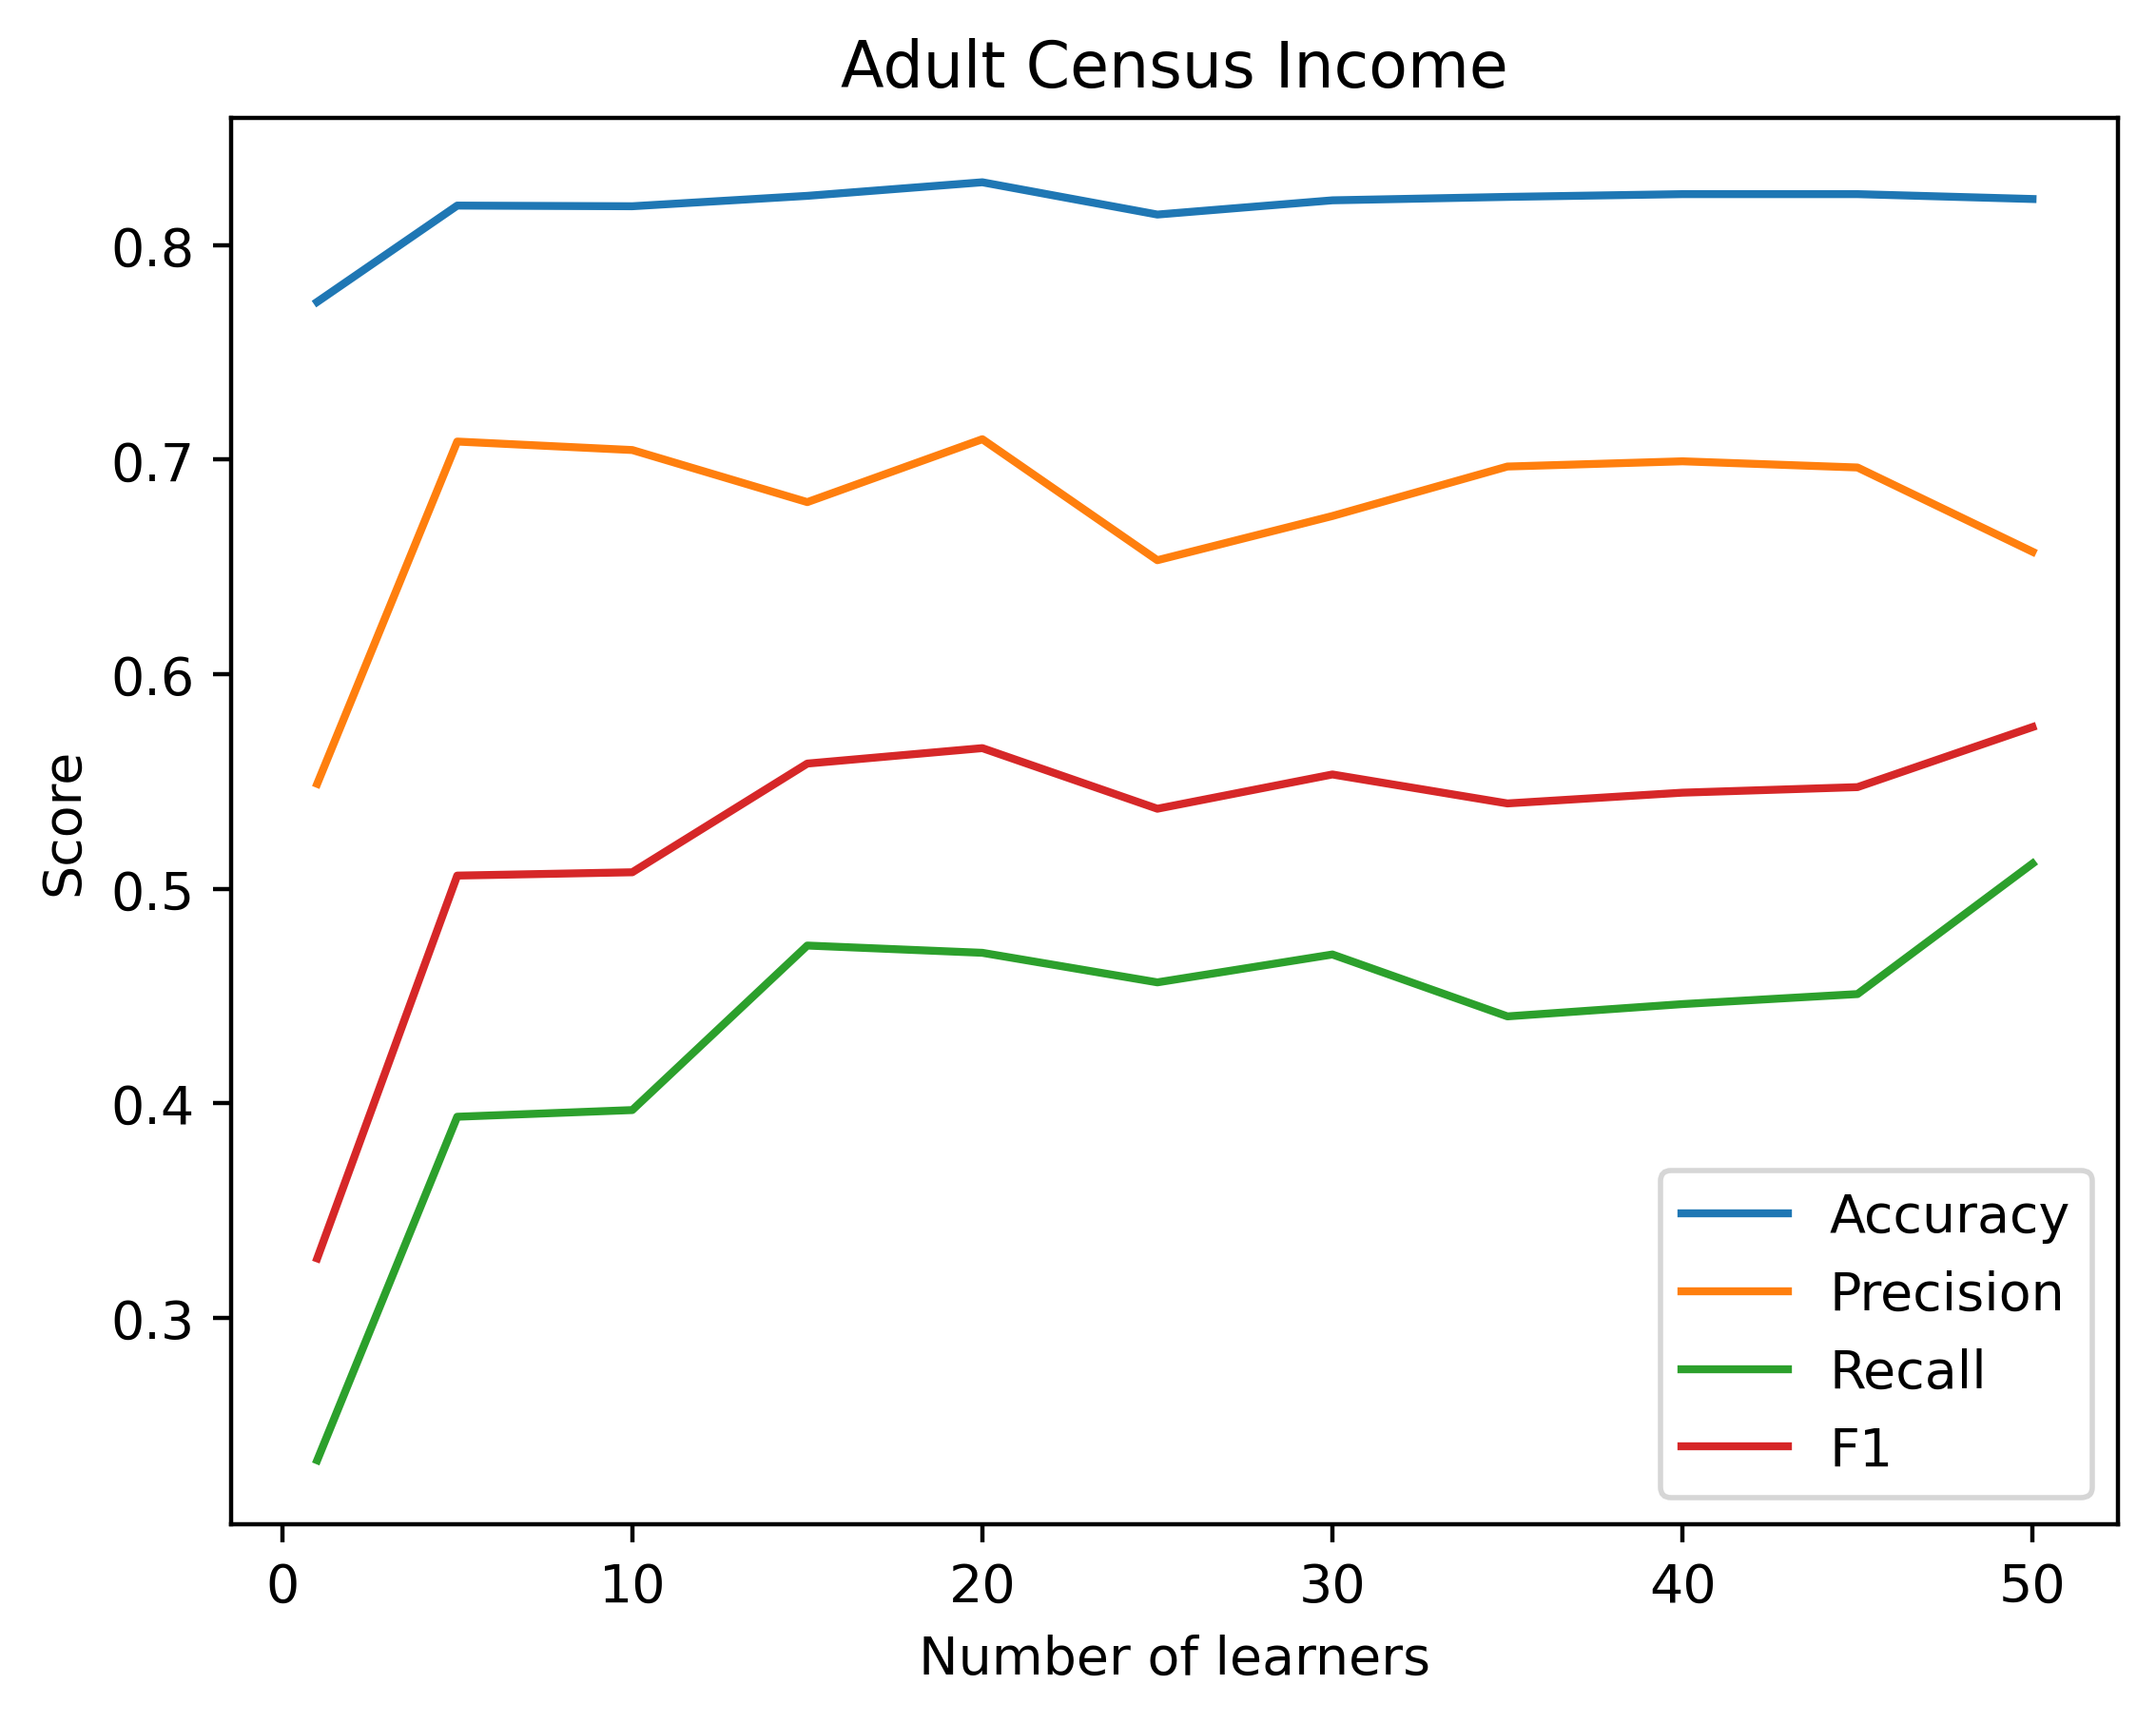 Adult Census Income
Score
0.8
0.7
0.6
0.5
0.4
0.3
0 10 20 30 40 50
Number of learners
Accuracy
Precision
Recall
F1